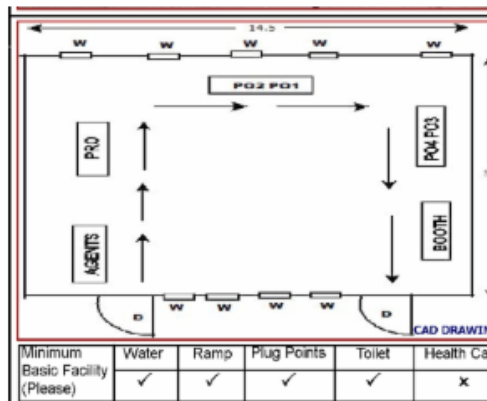 14.5
W W W W W
PO2 PO1
PRO
PO4 PO3
AGENTS
BOOTH
W W W W
D D
CAD DRAWIN
Minimum Basic Facility (Please) Water Ramp Plug Points Toilet Health Ca
✓ ✓ ✓ ✓ x